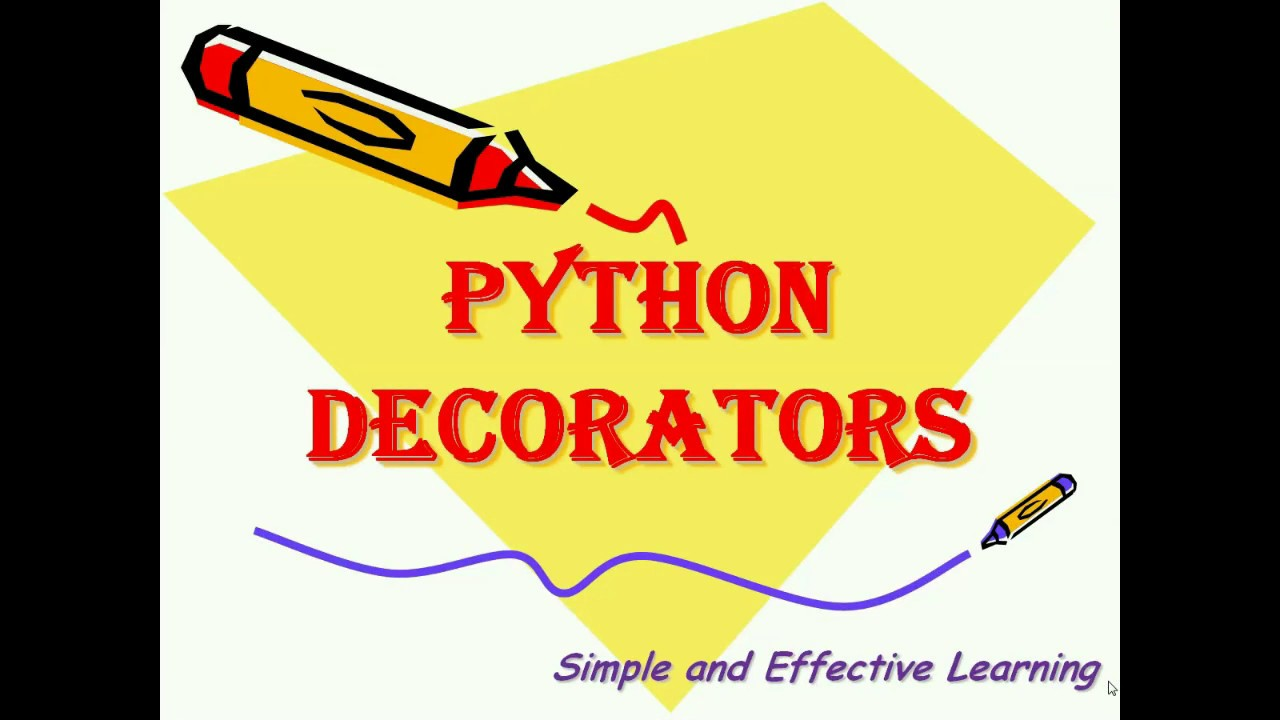 PYTHON
DECORATORS
Simple and Effective Learning